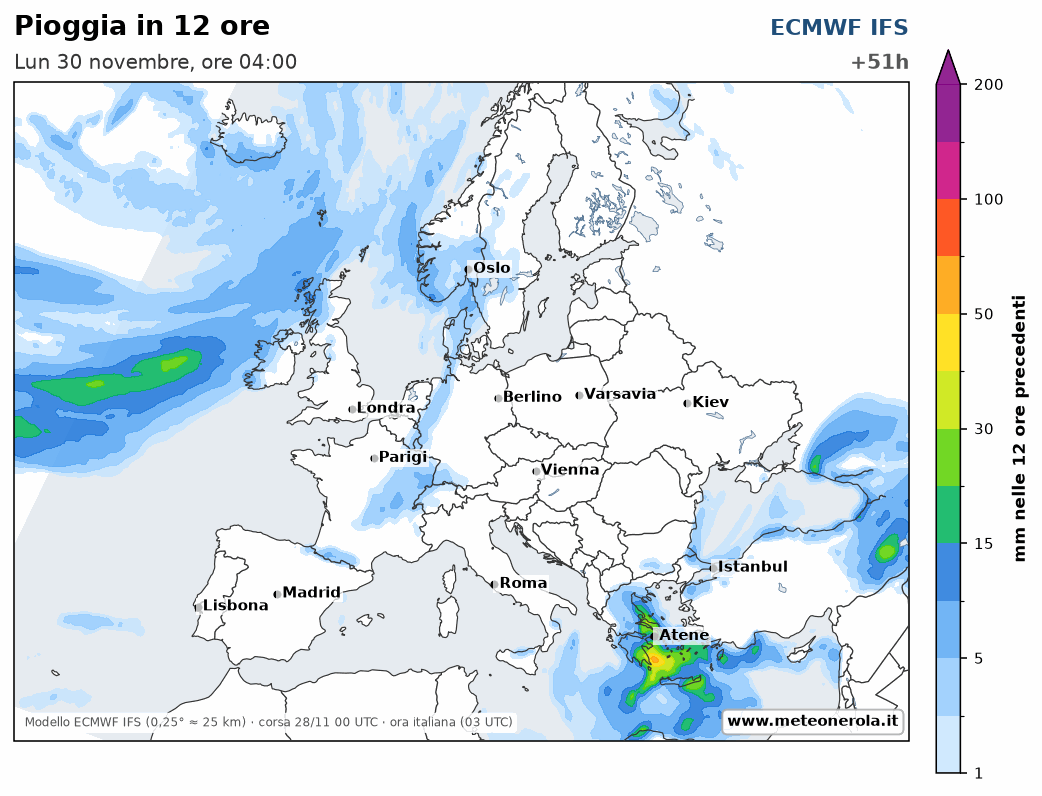 Pioggia in 12 ore
ECMWF IFS
Lun 30 novembre, ore 04:00
+51h
200
100
50
30
15
5
1
mm nelle 12 ore precedenti
Oslo
Berlino
Varsavia
Kiev
Londra
Parigi
Vienna
Istanbul
Roma
Madrid
Lisbona
Atene
Modello ECMWF IFS (0,25° ≈ 25 km) · corsa 28/11 00 UTC · ora italiana (03 UTC)
www.meteonerola.it